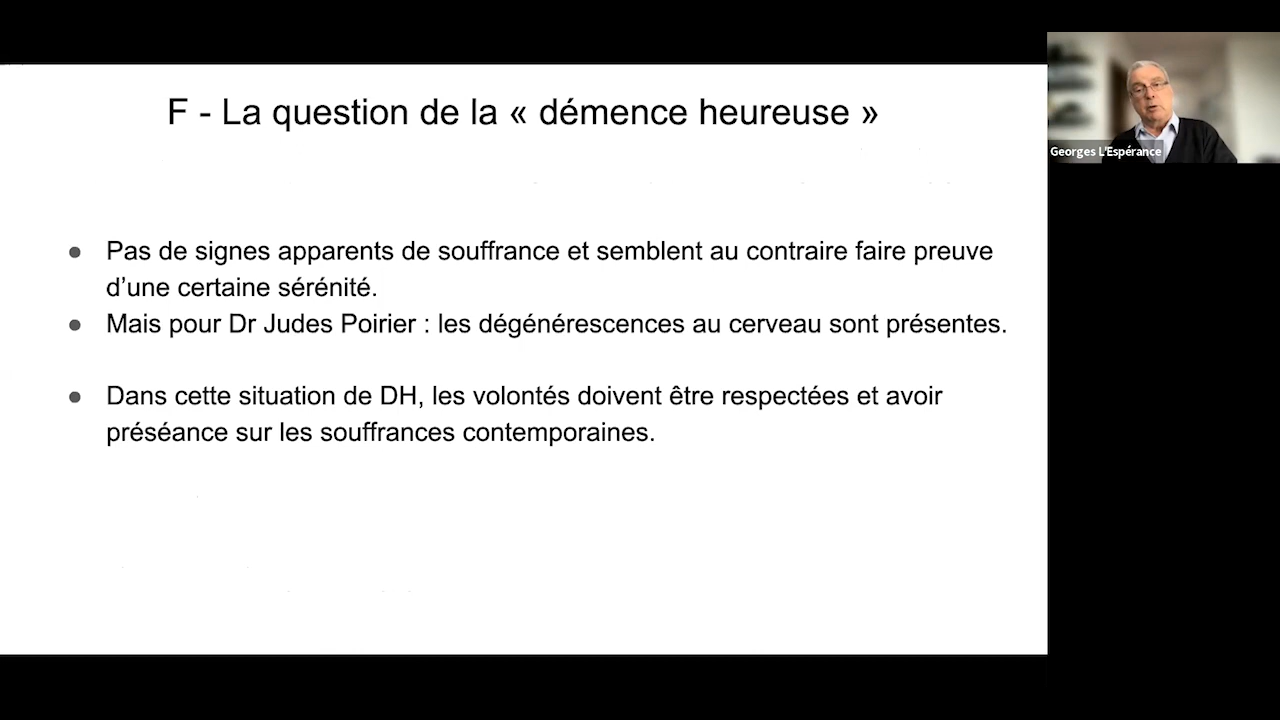 F - La question de la « démence heureuse »
Georges L'Espérance
● Pas de signes apparents de souffrance et semblent au contraire faire preuve
d’une certaine sérénité.
● Mais pour Dr Judes Poirier : les dégénérescences au cerveau sont présentes.
● Dans cette situation de DH, les volontés doivent être respectées et avoir
préséance sur les souffrances contemporaines.